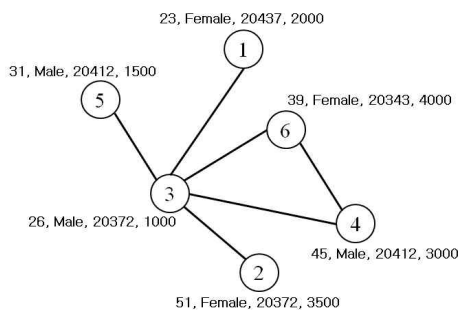 23, Female, 20437, 2000
1
31, Male, 20412, 1500
5
39, Female, 20343, 4000
6
3
26, Male, 20372, 1000
4
45, Male, 20412, 3000
2
51, Female, 20372, 3500